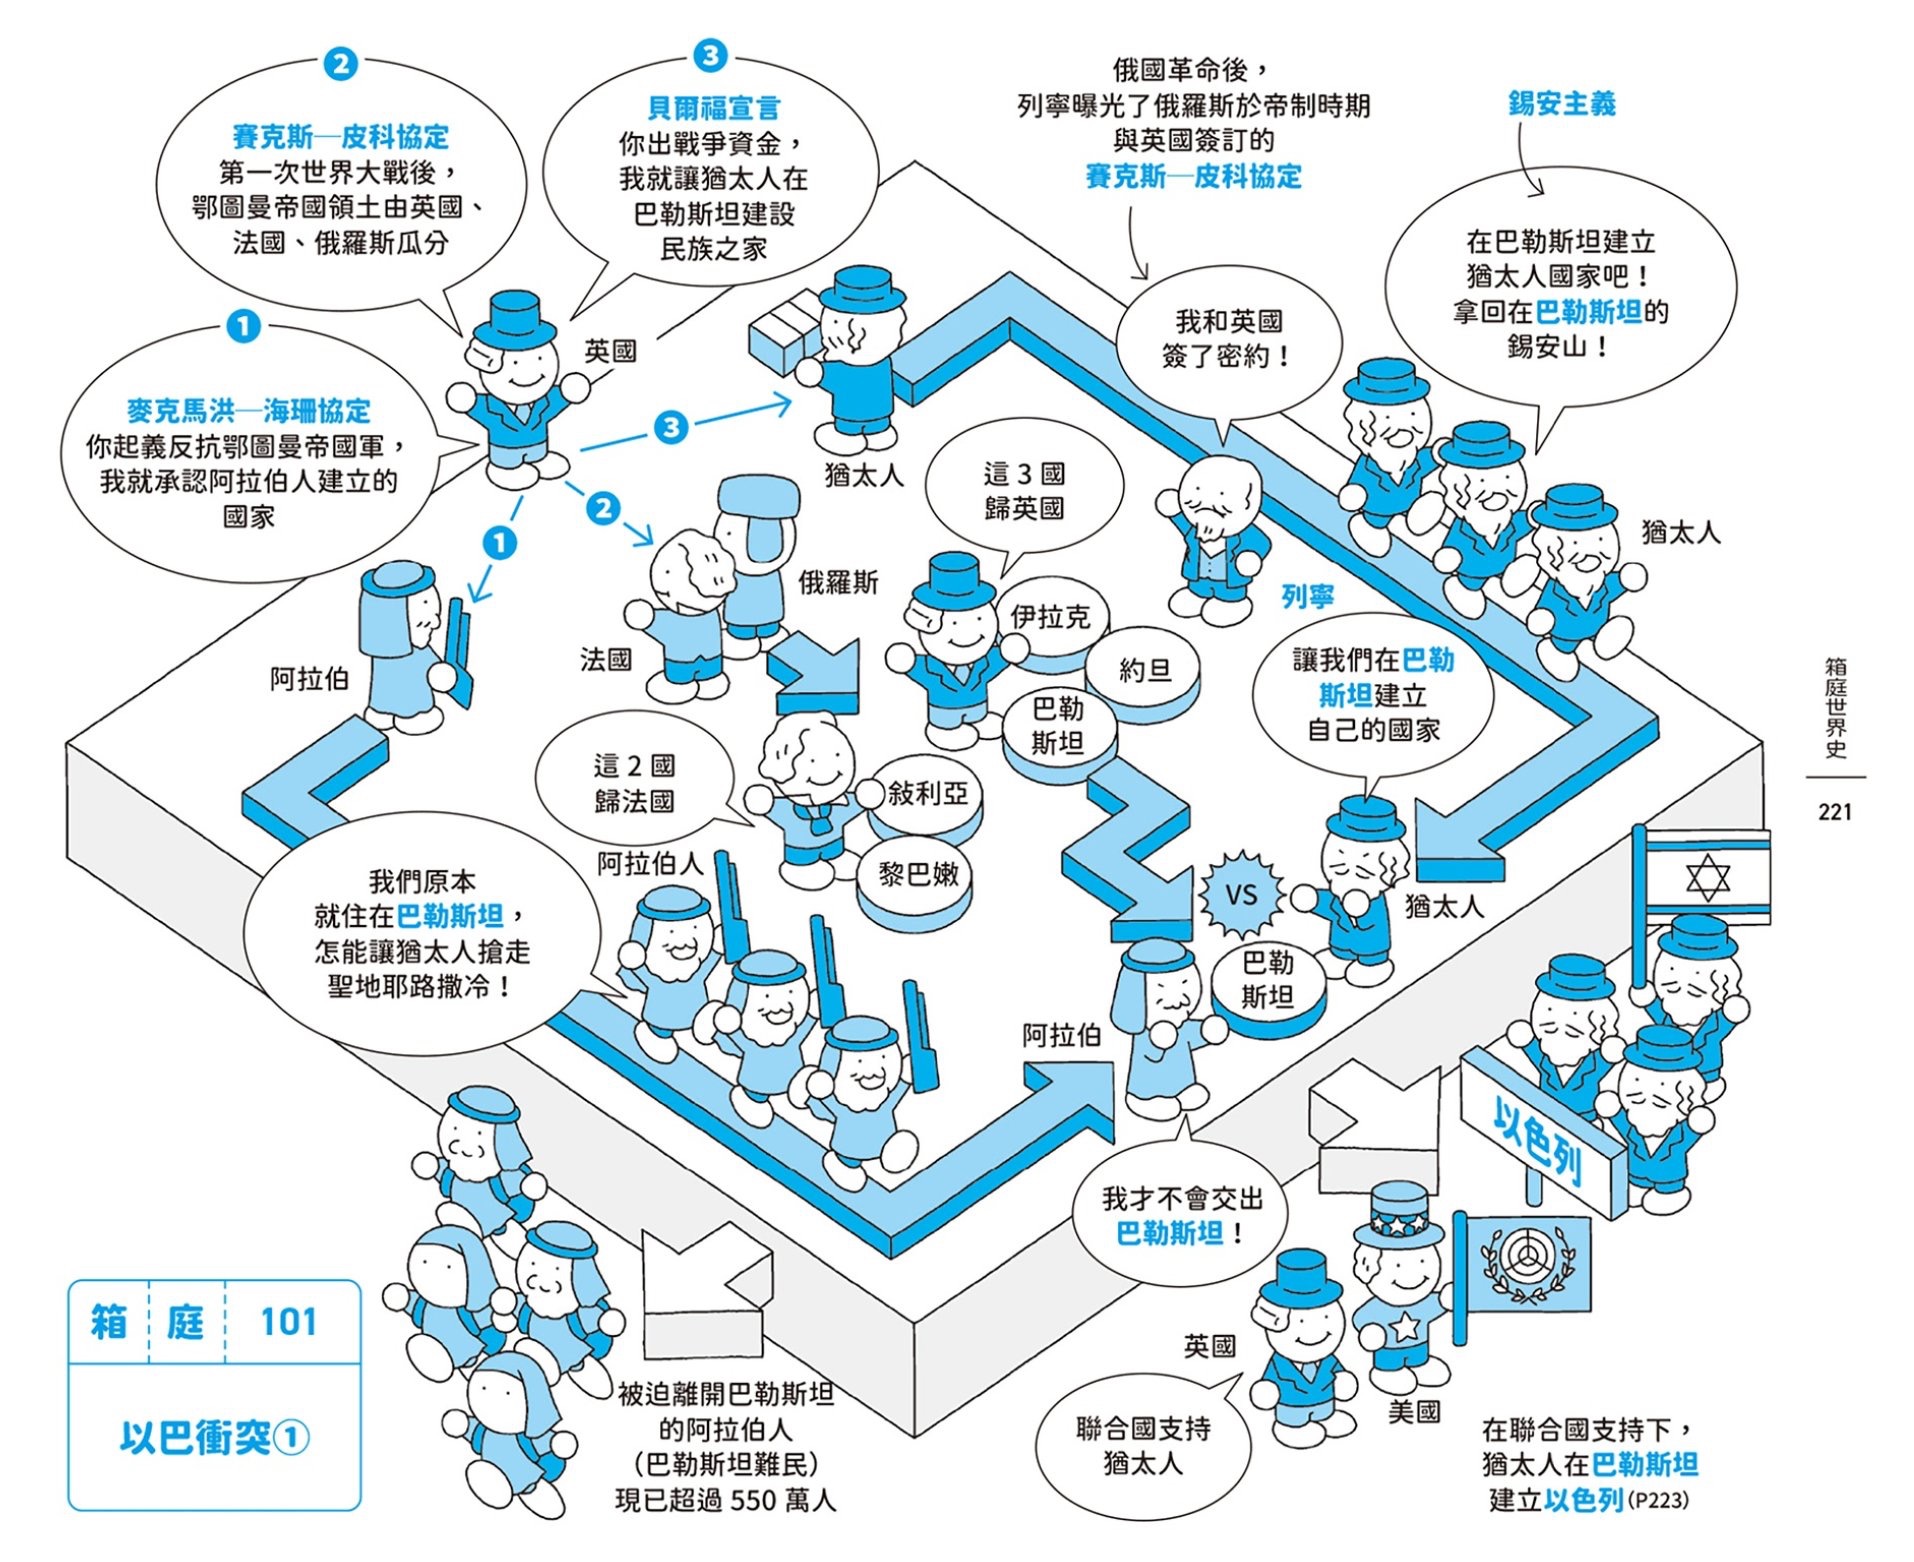 2
賽克斯─皮科協定
第一次世界大戰後，
鄂圖曼帝國領土由英國、
法國、俄羅斯瓜分
3
貝爾福宣言
你出戰爭資金，
我就讓猶太人在
巴勒斯坦建設
民族之家
俄國革命後，
列寧曝光了俄羅斯於帝制時期
與英國簽訂的
賽克斯─皮科協定
錫安主義
在巴勒斯坦建立
猶太人國家吧！
拿回在巴勒斯坦的
錫安山！
1
麥克馬洪─海珊協定
你起義反抗鄂圖曼帝國軍，
我就承認阿拉伯人建立的
國家
英國
3
猶太人
2
1
我和英國
簽了密約！
這3國
歸英國
猶太人
俄羅斯
法國
阿拉伯
伊拉克
約旦
巴勒
斯坦
列寧
讓我們在巴勒
斯坦建立
自己的國家
箱庭世界史
221
這2國
歸法國
敍利亞
黎巴嫩
阿拉伯人
我們原本
就住在巴勒斯坦，
怎能讓猶太人搶走
聖地耶路撒冷！
VS
猶太人
巴勒
斯坦
阿拉伯
以色列
我才不會交出
巴勒斯坦！
英國
美國
聯合國支持
猶太人
在聯合國支持下，
猶太人在巴勒斯坦
建立以色列(P223)
被迫離開巴勒斯坦
的阿拉伯人
（巴勒斯坦難民）
現已超過550萬人
箱庭 101
以巴衝突①